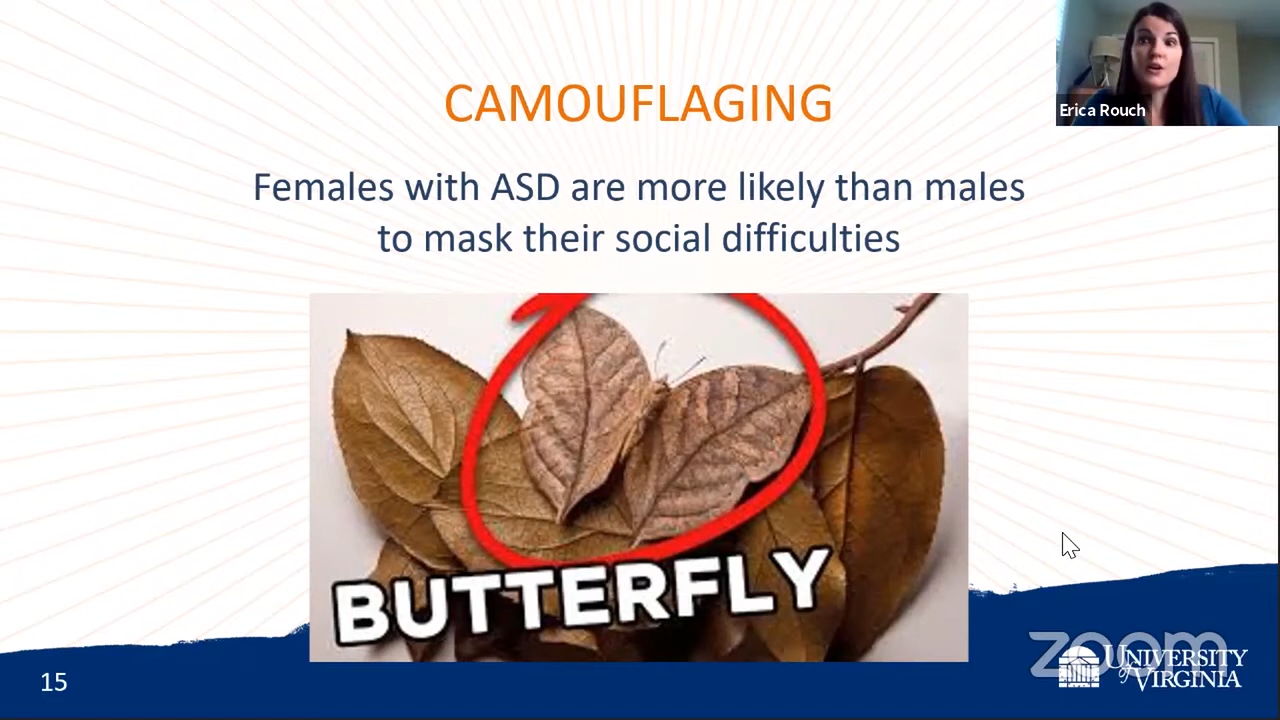 CAMOUFLAGING
Erica Rouch
Females with ASD are more likely than males
to mask their social difficulties
BUTTERFLY
15
zoom
UNIVERSITY
of VIRGINIA